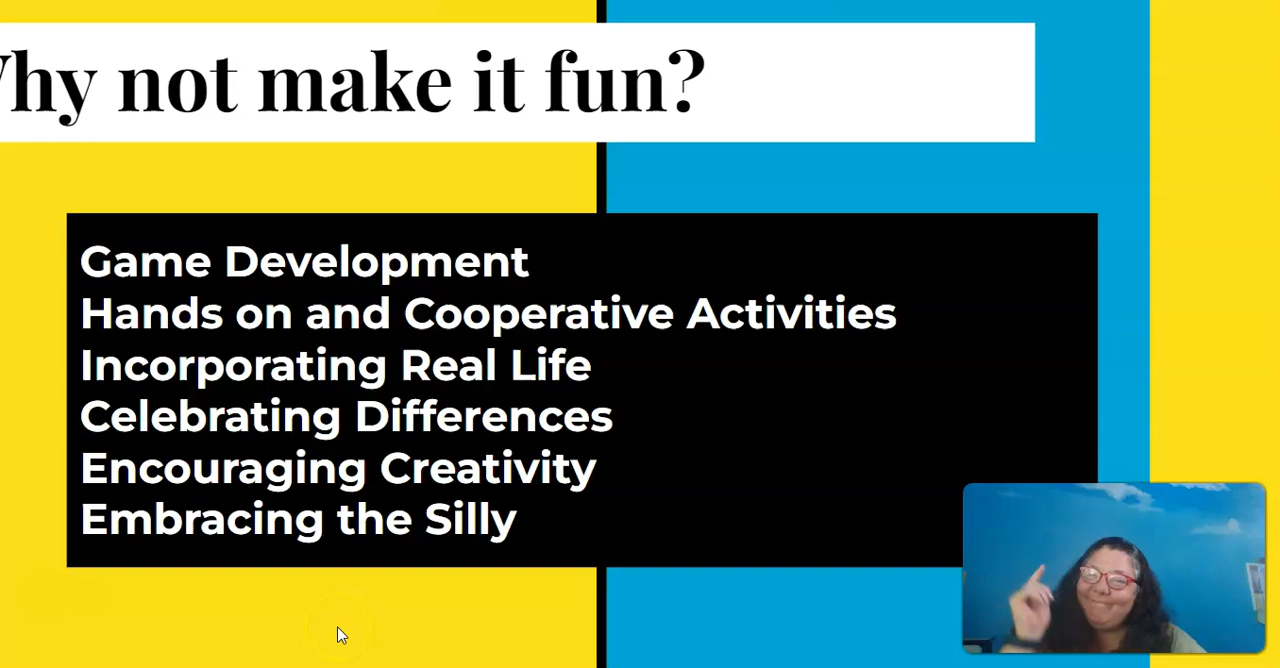 Why not make it fun?
Game Development
Hands on and Cooperative Activities
Incorporating Real Life
Celebrating Differences
Encouraging Creativity
Embracing the Silly